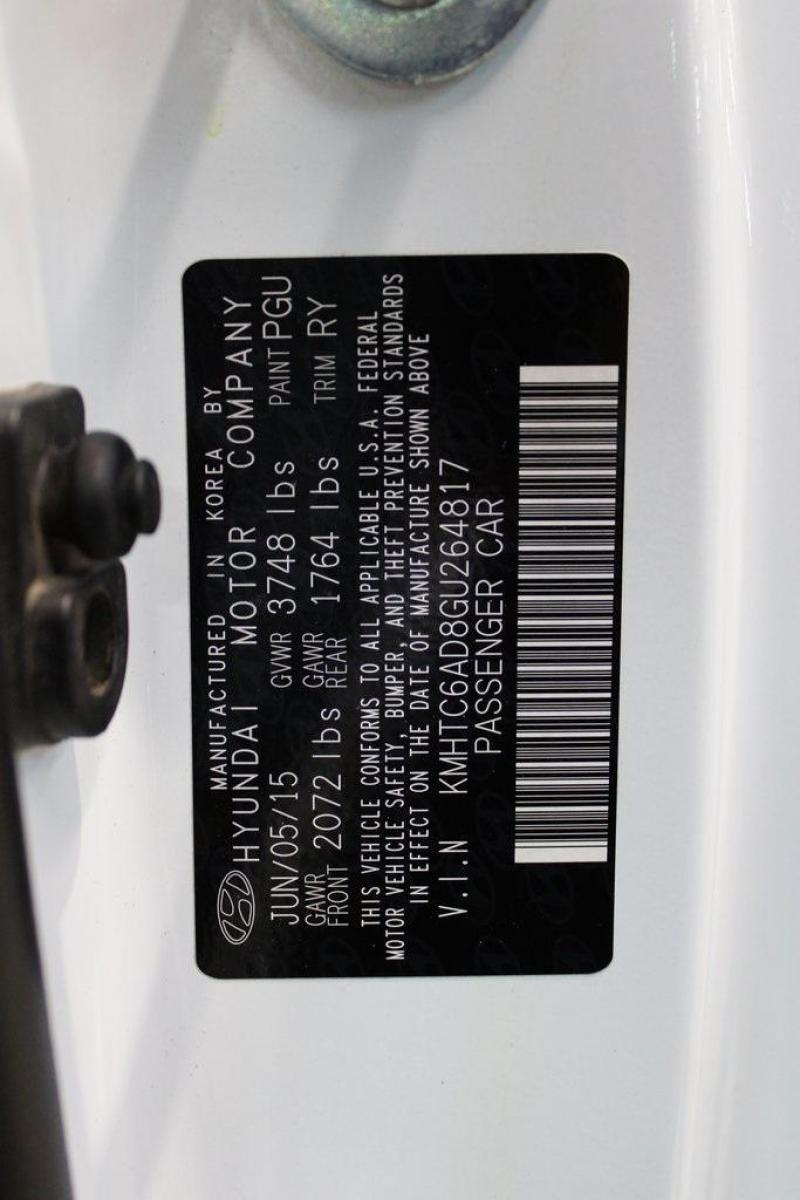 MANUFACTURED IN KOREA BY
HYUNDAI MOTOR COMPANY
JUN/05/15 GVWR 3748 lbs PAINT PGU
GAWR FRONT 2072 lbs GAWR REAR 1764 lbs TRIM RY
THIS VEHICLE CONFORMS TO ALL APPLICABLE U.S.A. FEDERAL
MOTOR VEHICLE SAFETY, BUMPER, AND THEFT PREVENTION STANDARDS
IN EFFECT ON THE DATE OF MANUFACTURE SHOWN ABOVE
V.I.N KMHTC6AD8GU264817
PASSENGER CAR